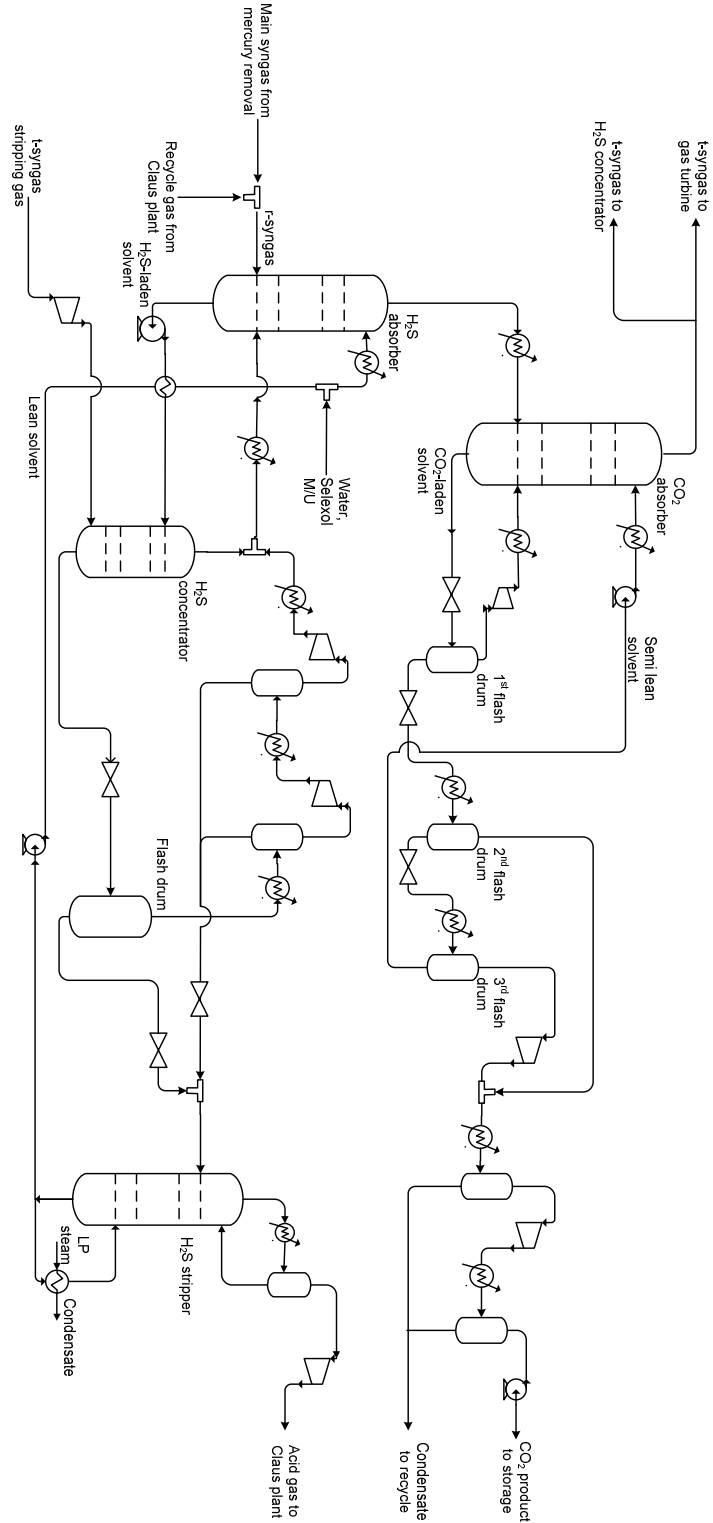 t-syngas to
gas turbine
t-syngas to
H₂S concentrator
Main syngas from
mercury removal
Recycle gas from
Claus plant
r-syngas
t-syngas
stripping gas
H₂S-laden
solvent
H₂S
absorber
CO₂
absorber
CO₂-laden
solvent
Lean solvent
Water,
Selexol
M/U
H₂S
concentrator
Semi lean
solvent
1st flash
drum
2nd flash
drum
3rd flash
drum
Flash drum
H₂S stripper
LP
steam
Condensate
Acid gas to
Claus plant
Condensate
to recycle
CO₂ product
to storage